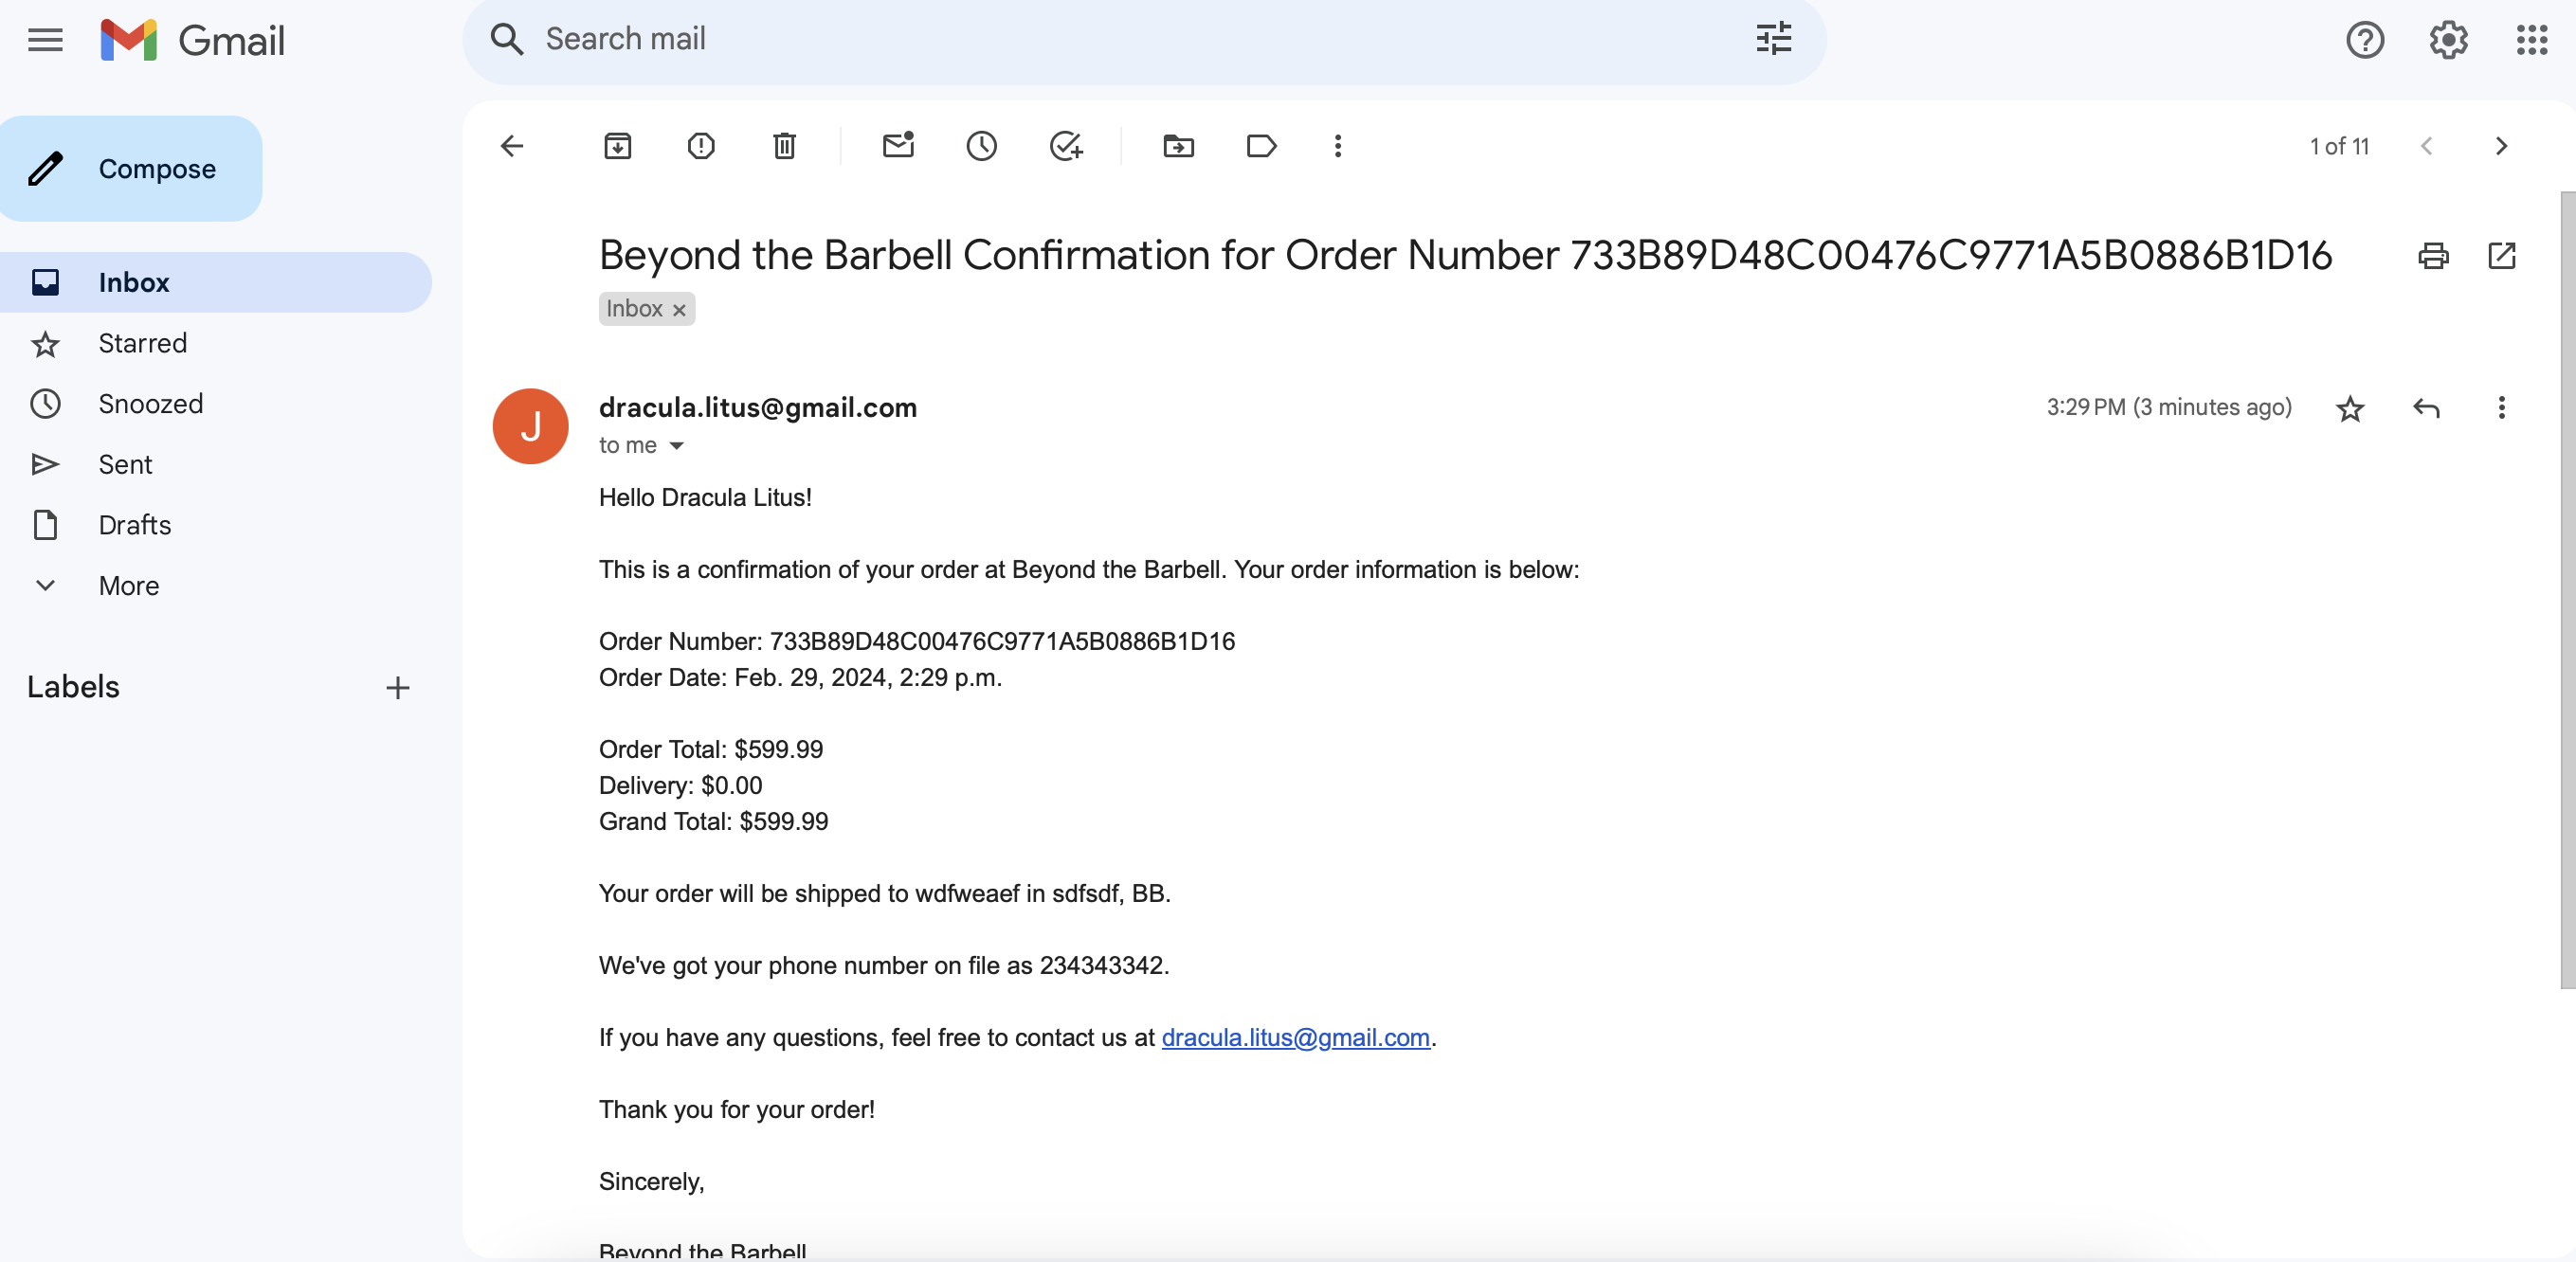 Gmail
Search mail
Compose
Inbox
Starred
Snoozed
Sent
Drafts
More
Labels
1 of 11
Beyond the Barbell Confirmation for Order Number 733B89D48C00476C9771A5B0886B1D16
Inbox ×
J
dracula.litus@gmail.com
3:29 PM (3 minutes ago)
to me
Hello Dracula Litus!
This is a confirmation of your order at Beyond the Barbell. Your order information is below:
Order Number: 733B89D48C00476C9771A5B0886B1D16
Order Date: Feb. 29, 2024, 2:29 p.m.
Order Total: $599.99
Delivery: $0.00
Grand Total: $599.99
Your order will be shipped to wdfweaef in sdfsdf, BB.
We've got your phone number on file as 234343342.
If you have any questions, feel free to contact us at dracula.litus@gmail.com.
Thank you for your order!
Sincerely,
Beyond the Barbell